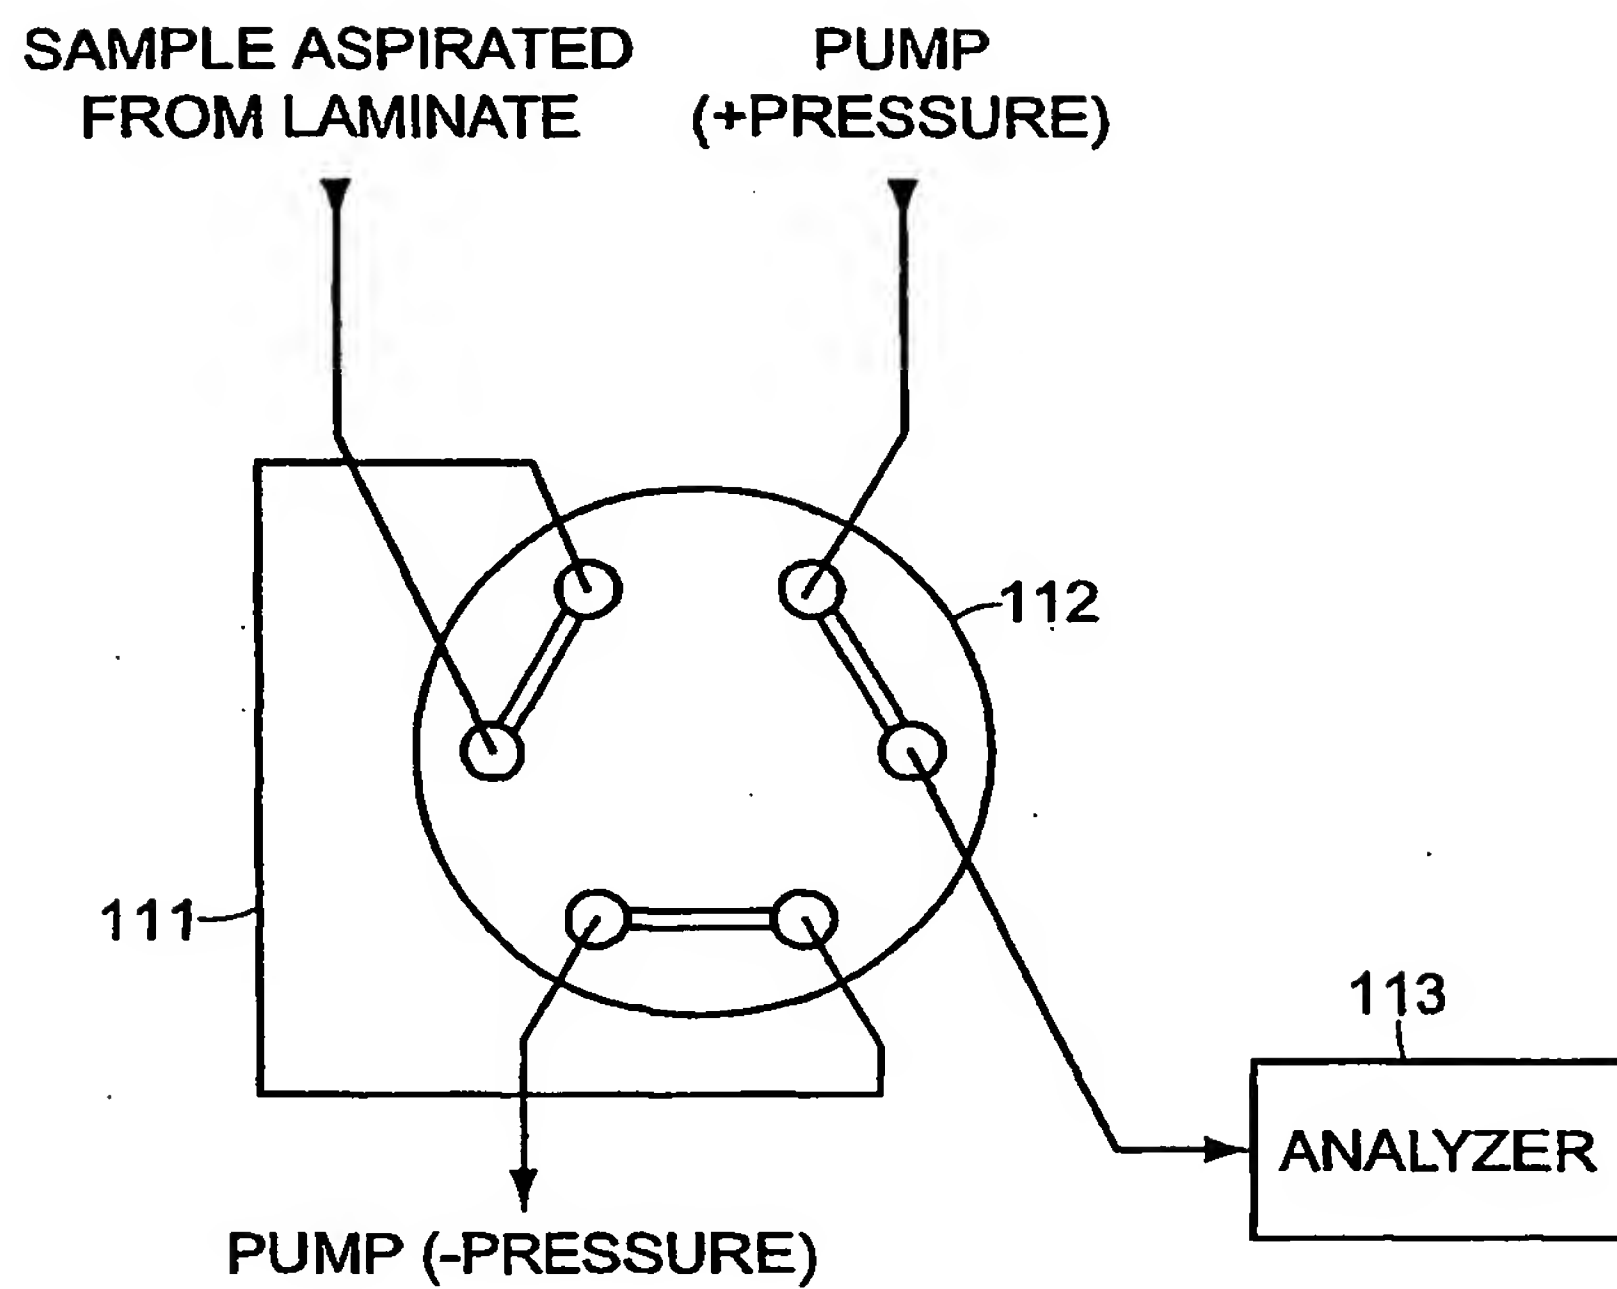 SAMPLE ASPIRATED
FROM LAMINATE
PUMP
(+PRESSURE)
112
111
113
ANALYZER
PUMP (-PRESSURE)